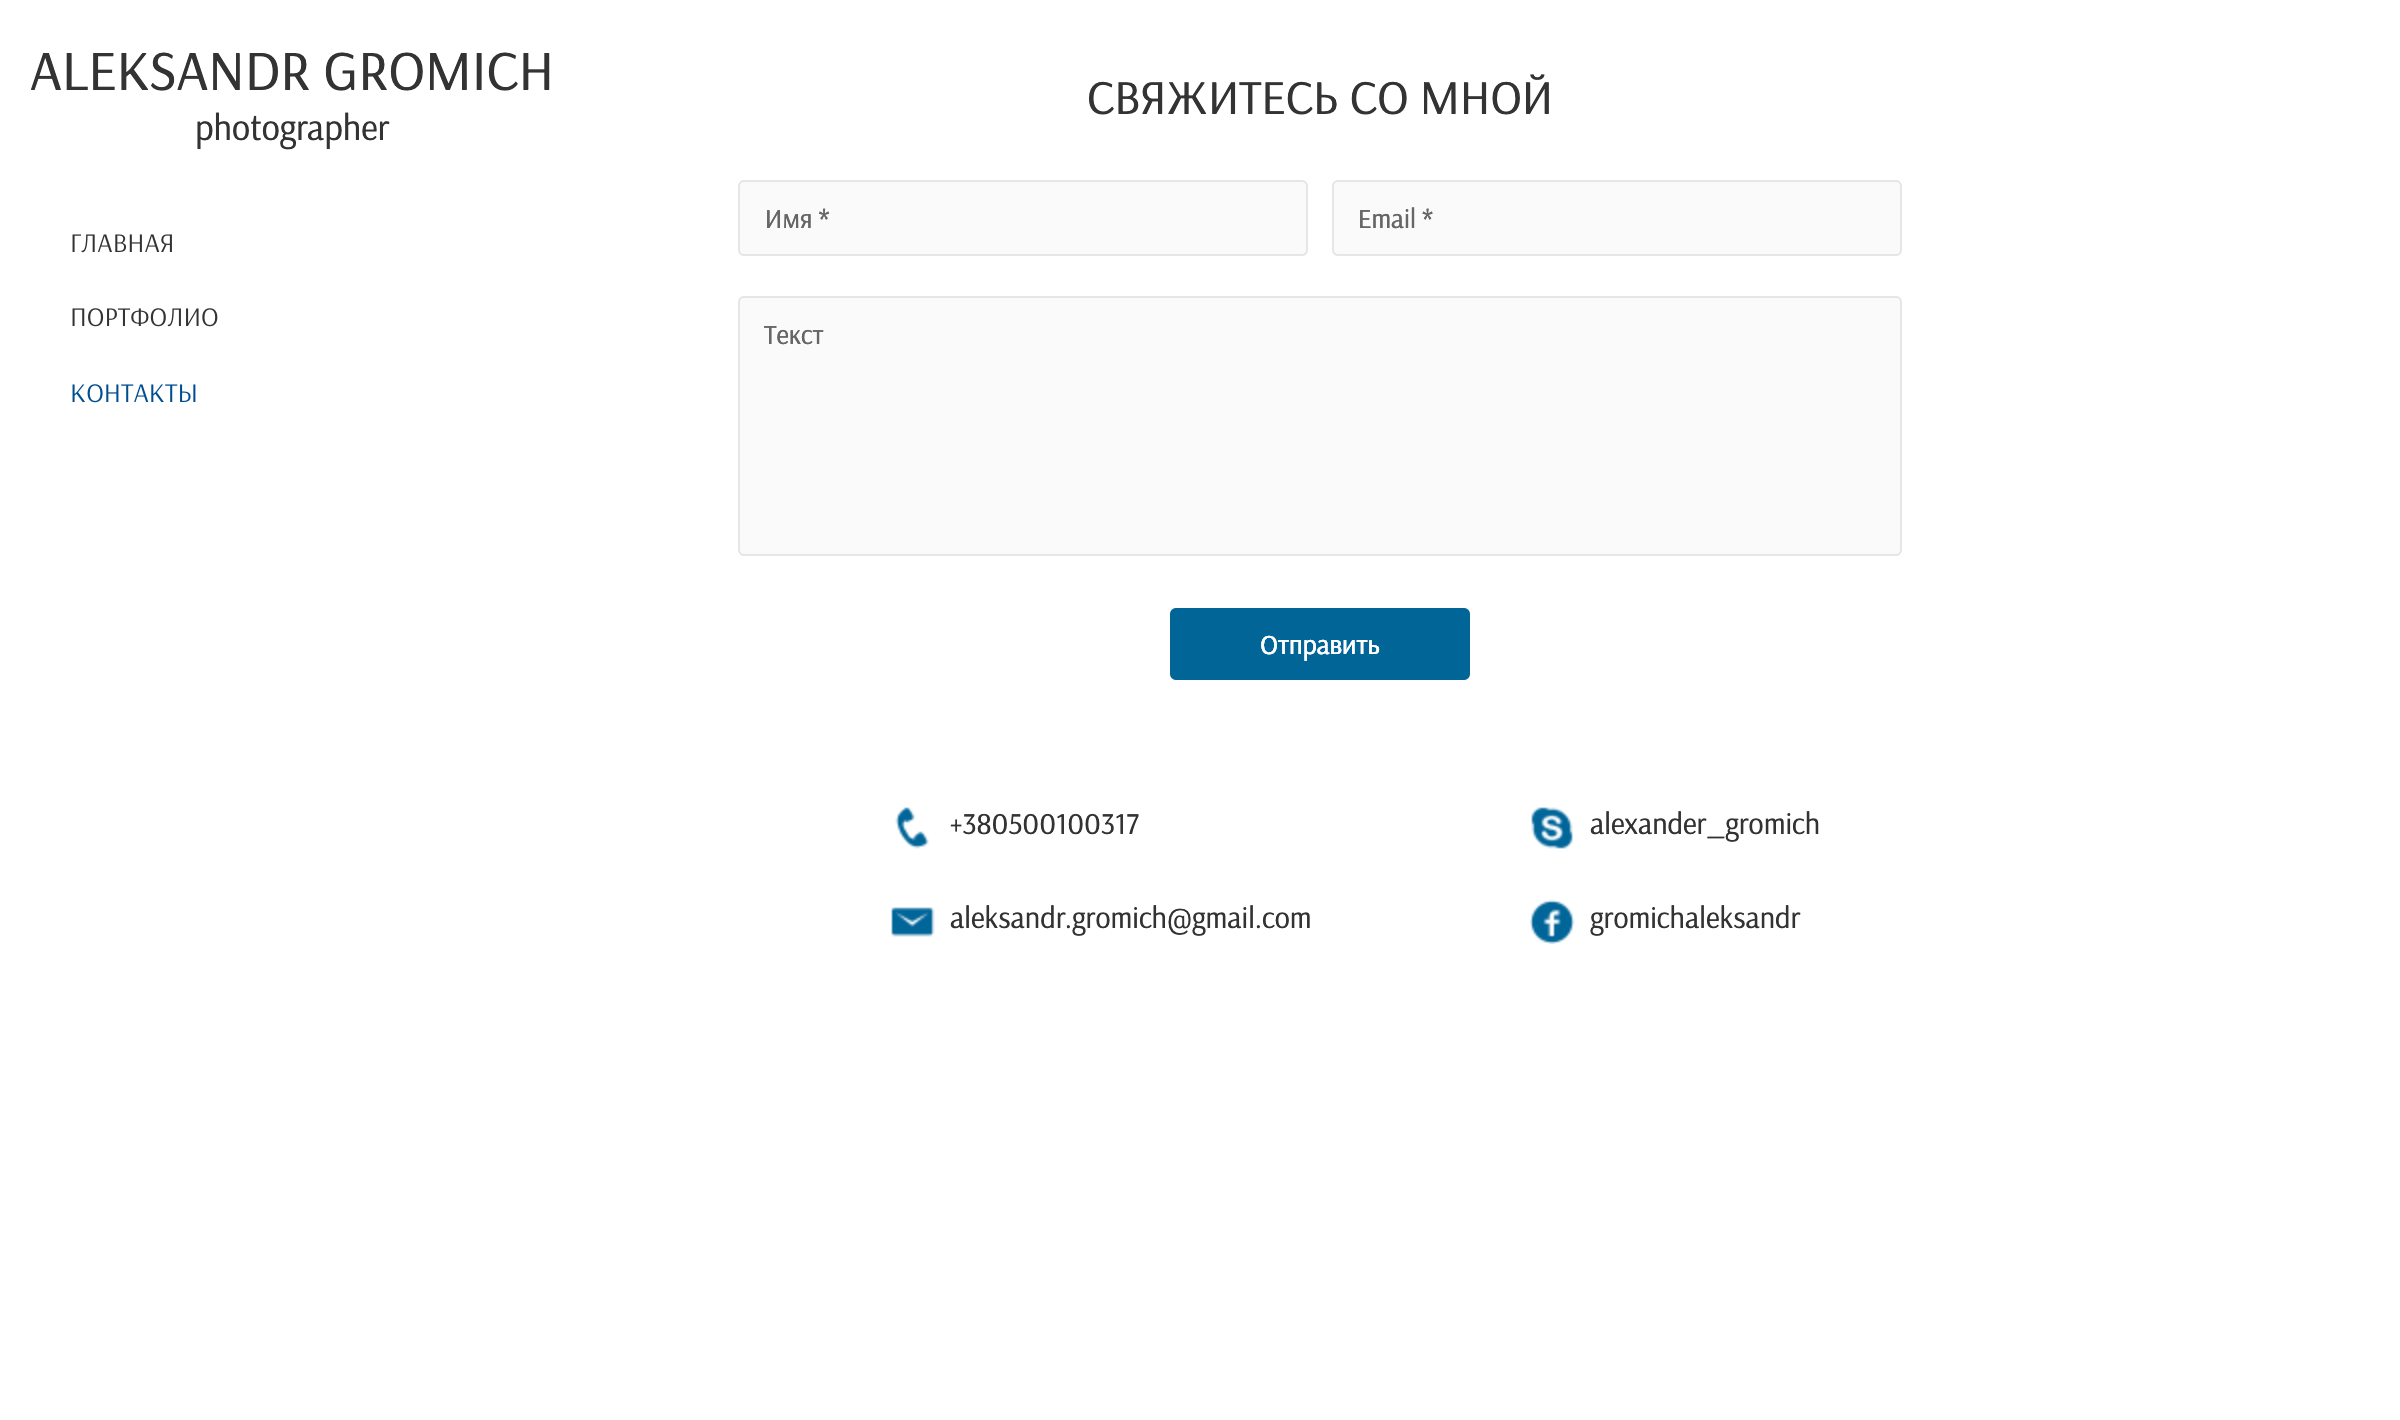 ALEKSANDR GROMICH
photographer
ГЛАВНАЯ
ПОРТФОЛИО
КОНТАКТЫ
СВЯЖИТЕСЬ СО МНОЙ
Имя *
Email *
Текст
Отправить
+380500100317
alexander_gromich
aleksandr.gromich@gmail.com
gromichaleksandr